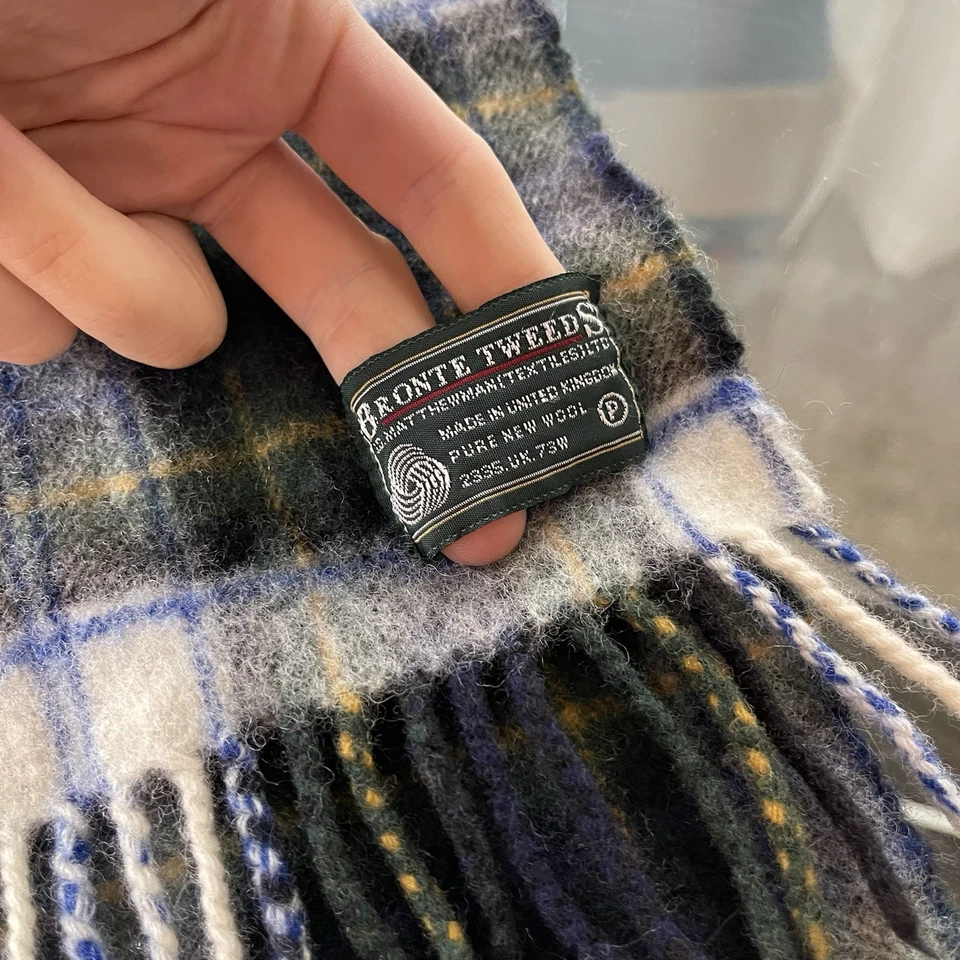 BRONTE TWEEDS
A.D.MATTHEWMAN(TEXTILES)LTD
MADE IN UNITED KINGDOM
PURE NEW WOOL Ⓟ
2335.UK.73W